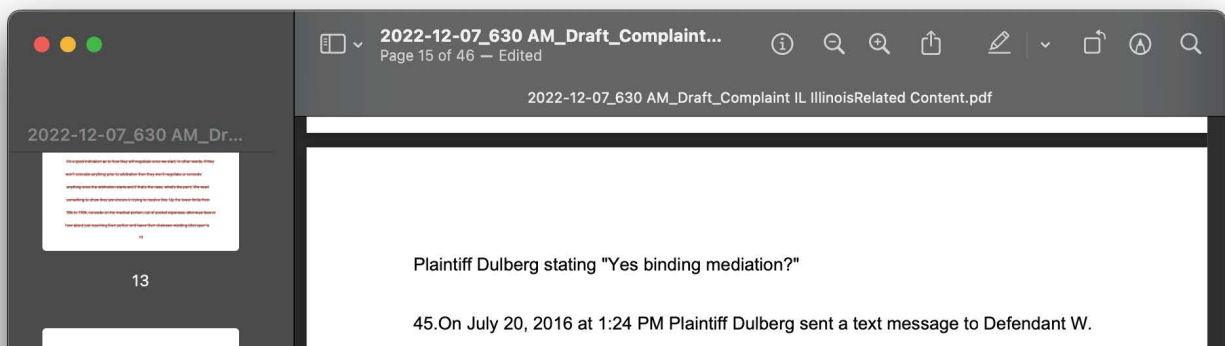 2022-12-07_630 AM_Draft_Complaint...
Page 15 of 46 — Edited
2022-12-07_630 AM_Draft_Complaint IL IllinoisRelated Content.pdf
2022-12-07_630 AM_Dr...
13
Plaintiff Dulberg stating "Yes binding mediation?"
45.On July 20, 2016 at 1:24 PM Plaintiff Dulberg sent a text message to Defendant W.